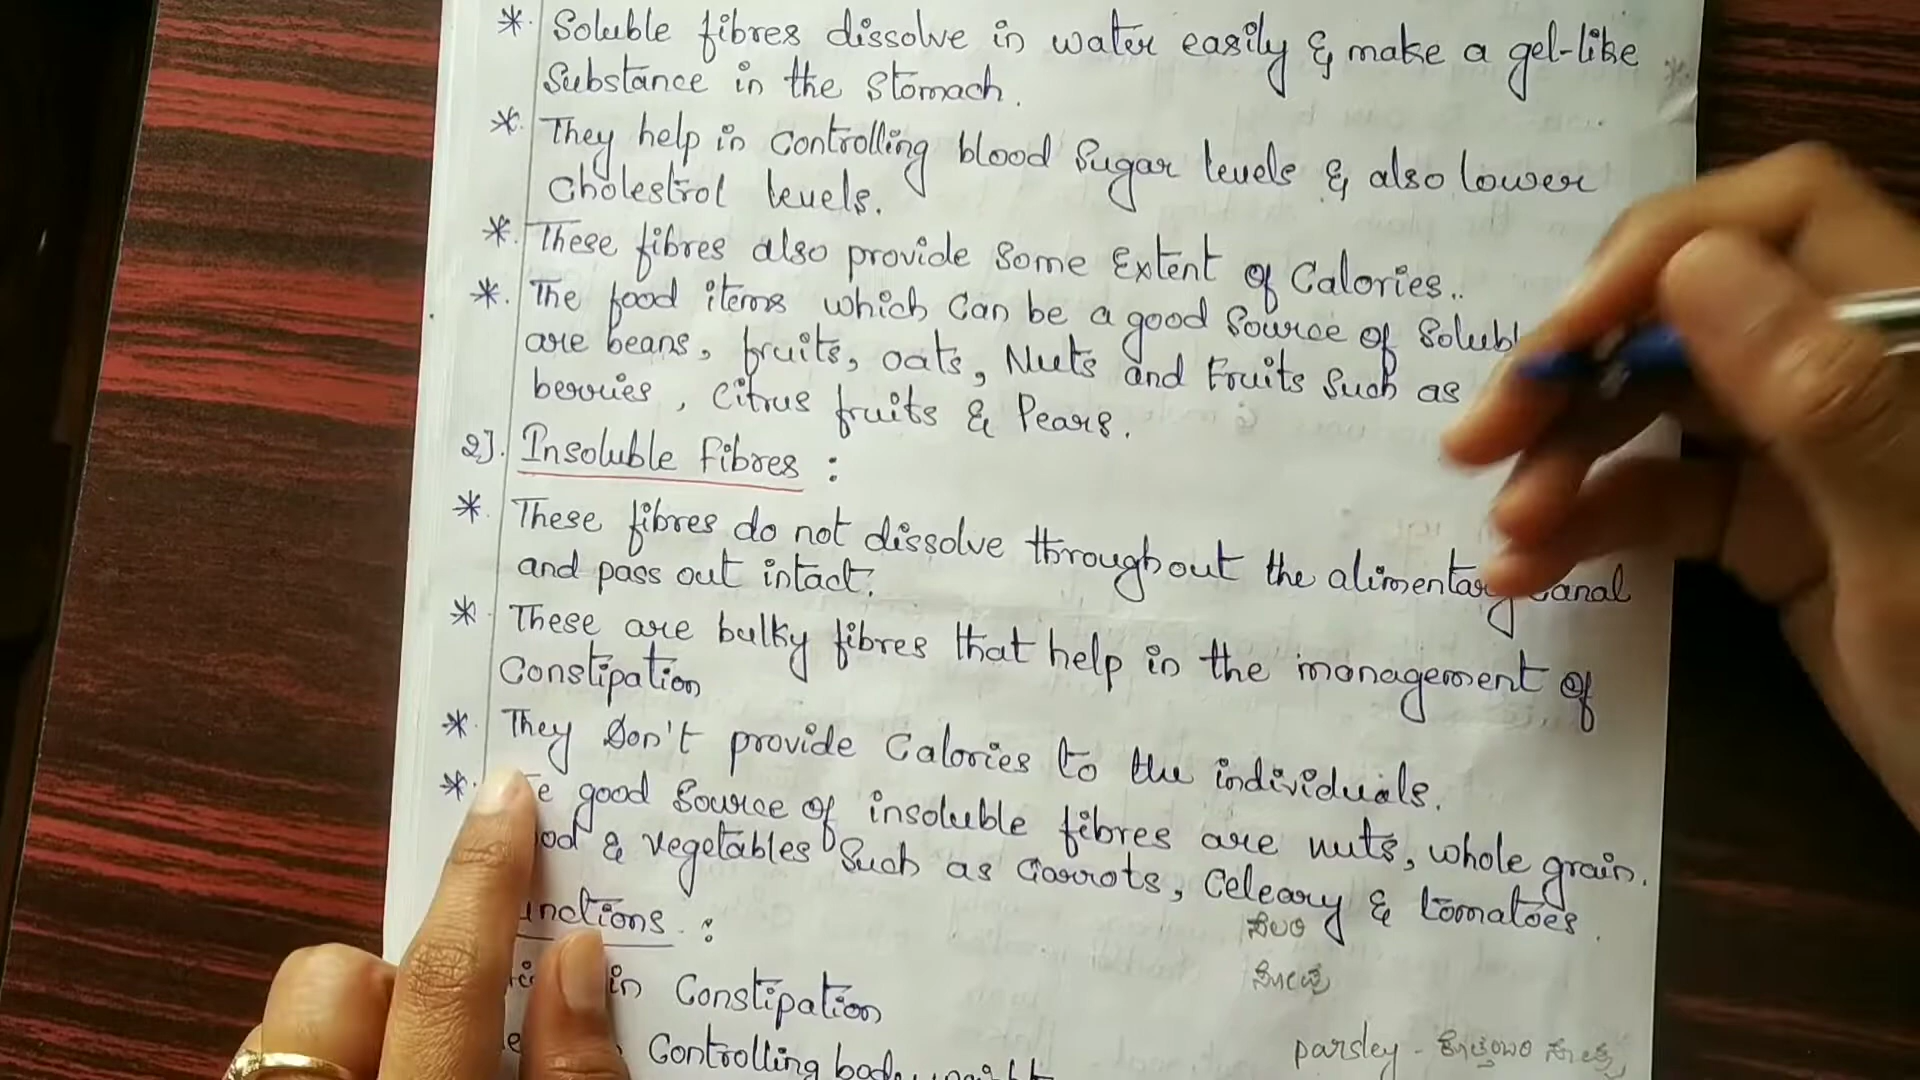 * Soluble fibres dissolve in water easily & make a gel-like
Substance in the Stomach.
* They help in Controlling blood Sugar levels & also lower
Cholestrol levels.
* These fibres also provide Some Extent of Calories..
* The food items which Can be a good Source of Solubl
are beans, fruits, oats, Nuts and Fruits Such as
berries, Citrus fruits & Pears.
2]. Insoluble Fibres :
* These fibres do not dissolve throughout the alimentary Canal
and pass out intact.
* These are bulky fibres that help in the management of
Constipation
* They Don't provide Calories to the individuals.
* good Source of insoluble fibres are nuts, whole grain.
& vegetables Such as Carrots, Celeary & tomatoes.
unctions :
ಸೆಲರಿ
in Constipation
Controlling body
parsley -